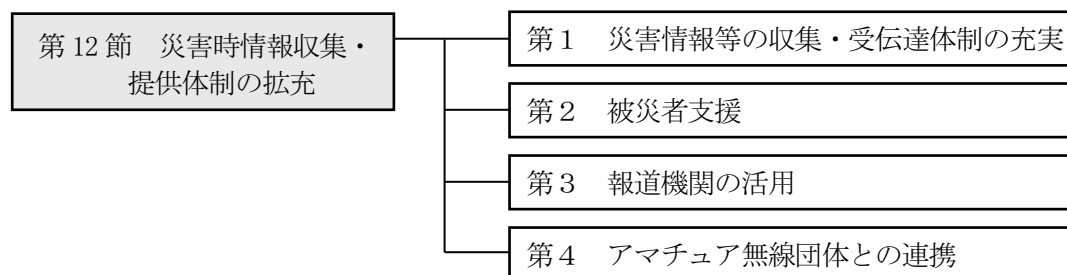 第12節　災害時情報収集・
提供体制の拡充
第１　災害情報等の収集・受伝達体制の充実
第２　被災者支援
第３　報道機関の活用
第４　アマチュア無線団体との連携